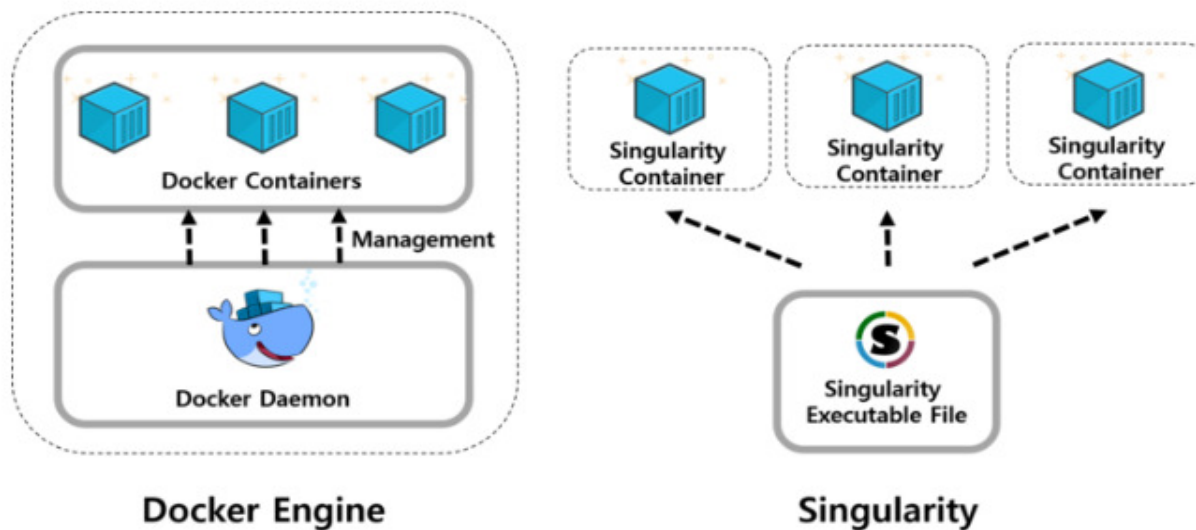 Docker Containers
Management
Docker Daemon
Docker Engine
Singularity
Container
Singularity
Container
Singularity
Container
S
Singularity
Executable File
Singularity